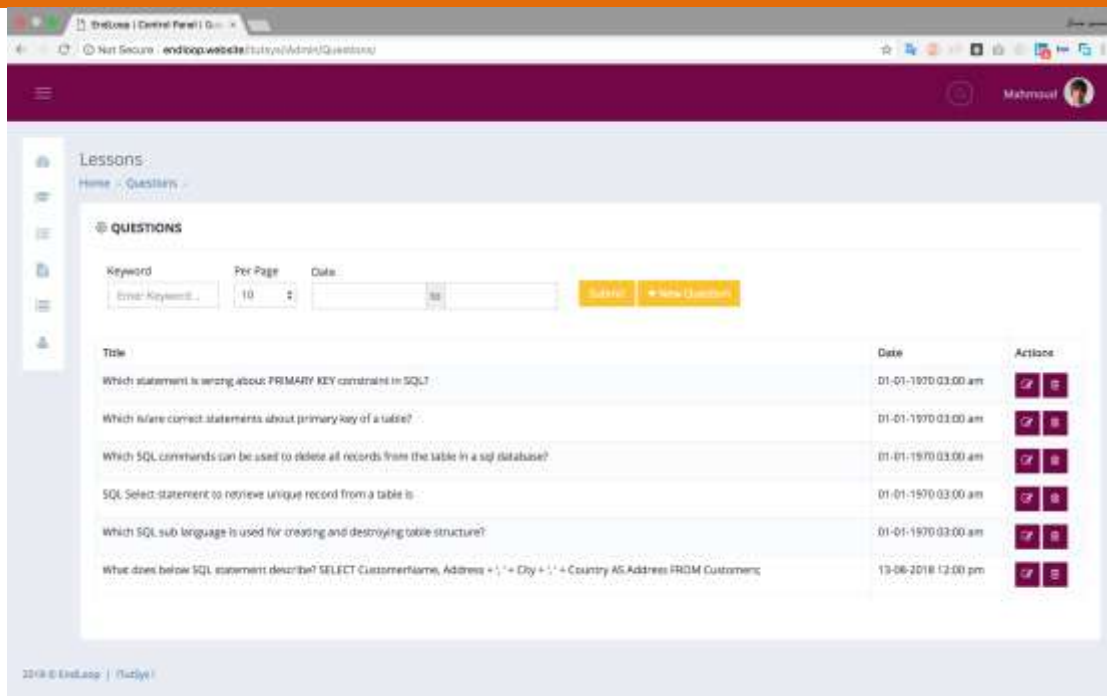 EndLoop | Control Panel | Qu
Not Secure endloop.website/itutsys/Admin/Questions/
Mahmoud
Lessons
Home - Questions -
QUESTIONS
Keyword Per Page Date
Enter Keyword... 10 to Submit + New Question
Title Date Actions
Which statement is wrong about PRIMARY KEY constraint in SQL? 01-01-1970 03:00 am
Which is/are correct statements about primary key of a table? 01-01-1970 03:00 am
Which SQL commands can be used to delete all records from the table in a sql database? 01-01-1970 03:00 am
SQL Select statement to retrieve unique record from a table is 01-01-1970 03:00 am
Which SQL sub language is used for creating and destroying table structure? 01-01-1970 03:00 am
What does below SQL statement describe? SELECT CustomerName, Address + ', ' + City + ', ' + Country AS Address FROM Customers; 13-08-2018 12:00 pm
EndLoop |